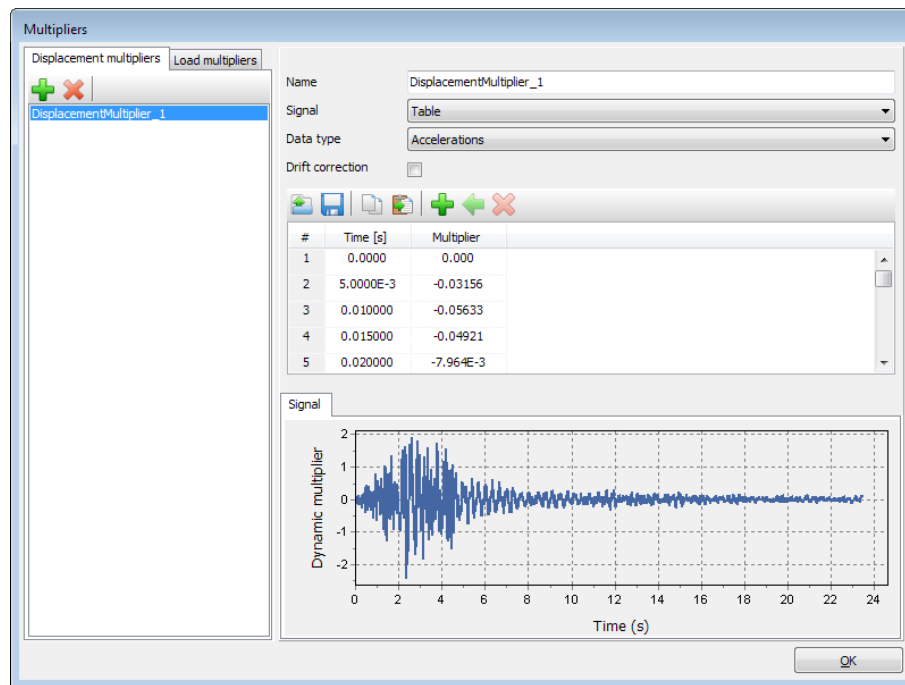 Multipliers
Displacement multipliers Load multipliers
DisplacementMultiplier_1
Name DisplacementMultiplier_1
Signal Table
Data type Accelerations
Drift correction
# Time [s] Multiplier
1 0.0000 0.000
2 5.0000E-3 -0.03156
3 0.010000 -0.05633
4 0.015000 -0.04921
5 0.020000 -7.964E-3
Signal
Dynamic multiplier
2
1
0
-1
-2
0 2 4 6 8 10 12 14 16 18 20 22 24
Time (s)
OK